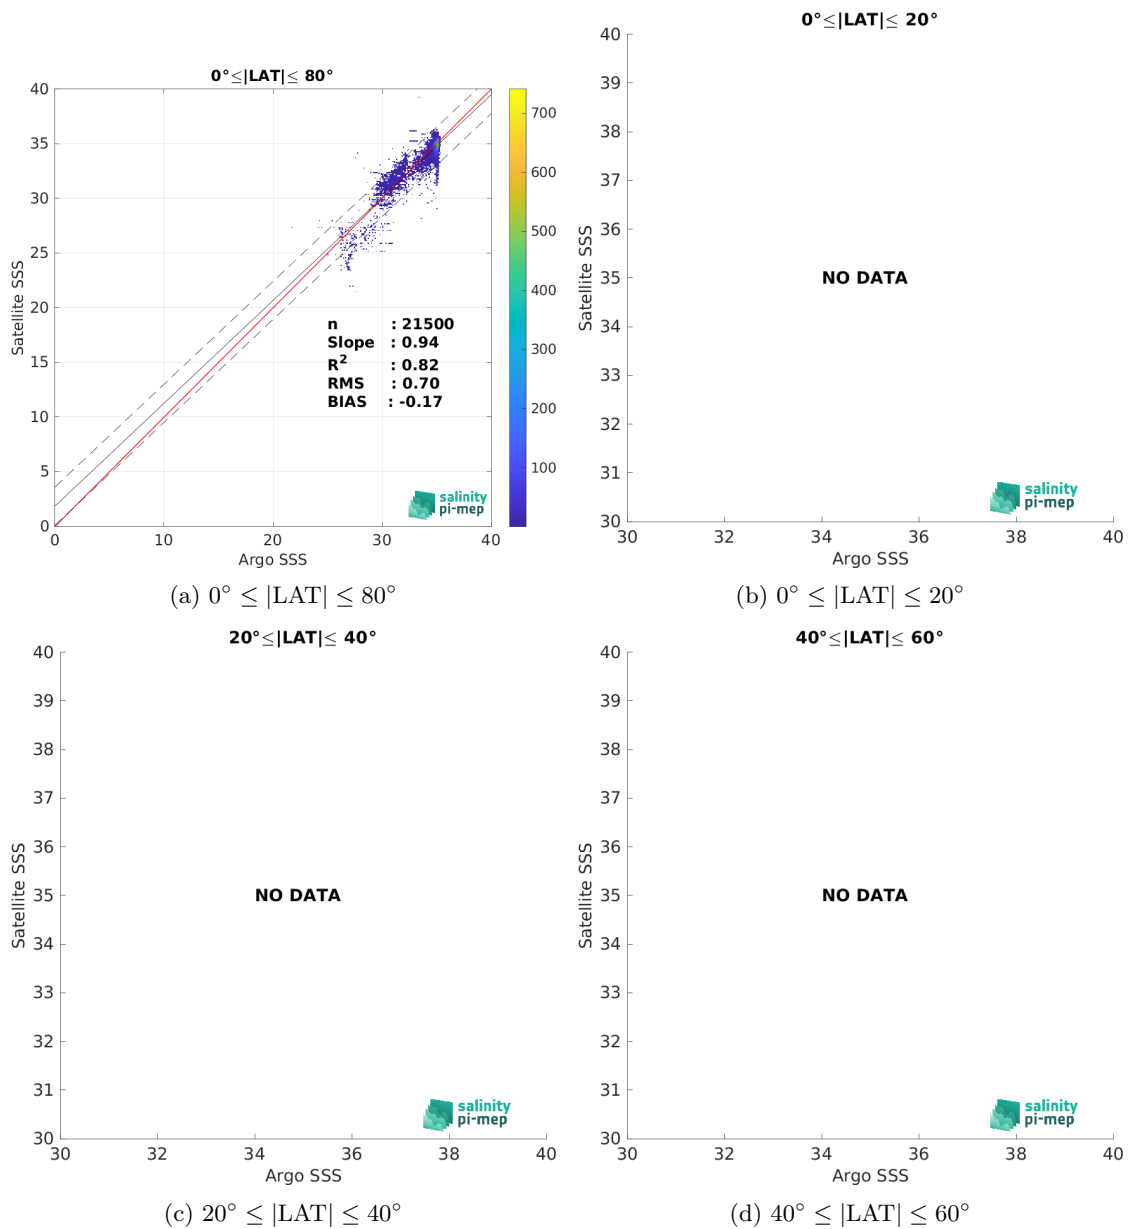 0°≤|LAT|≤ 80°
40
35
30
25
20
15
10
5
0
0
10
20
30
40
Satellite SSS
Argo SSS
n : 21500
Slope : 0.94
R² : 0.82
RMS : 0.70
BIAS : -0.17
700
600
500
400
300
200
100
salinity
pi-mep
(a) 0° ≤ |LAT| ≤ 80°
0°≤|LAT|≤ 20°
40
39
38
37
36
35
34
33
32
31
30
30
32
34
36
38
40
Satellite SSS
Argo SSS
NO DATA
salinity
pi-mep
(b) 0° ≤ |LAT| ≤ 20°
20°≤|LAT|≤ 40°
40
39
38
37
36
35
34
33
32
31
30
30
32
34
36
38
40
Satellite SSS
Argo SSS
NO DATA
salinity
pi-mep
(c) 20° ≤ |LAT| ≤ 40°
40°≤|LAT|≤ 60°
40
39
38
37
36
35
34
33
32
31
30
30
32
34
36
38
40
Satellite SSS
Argo SSS
NO DATA
salinity
pi-mep
(d) 40° ≤ |LAT| ≤ 60°